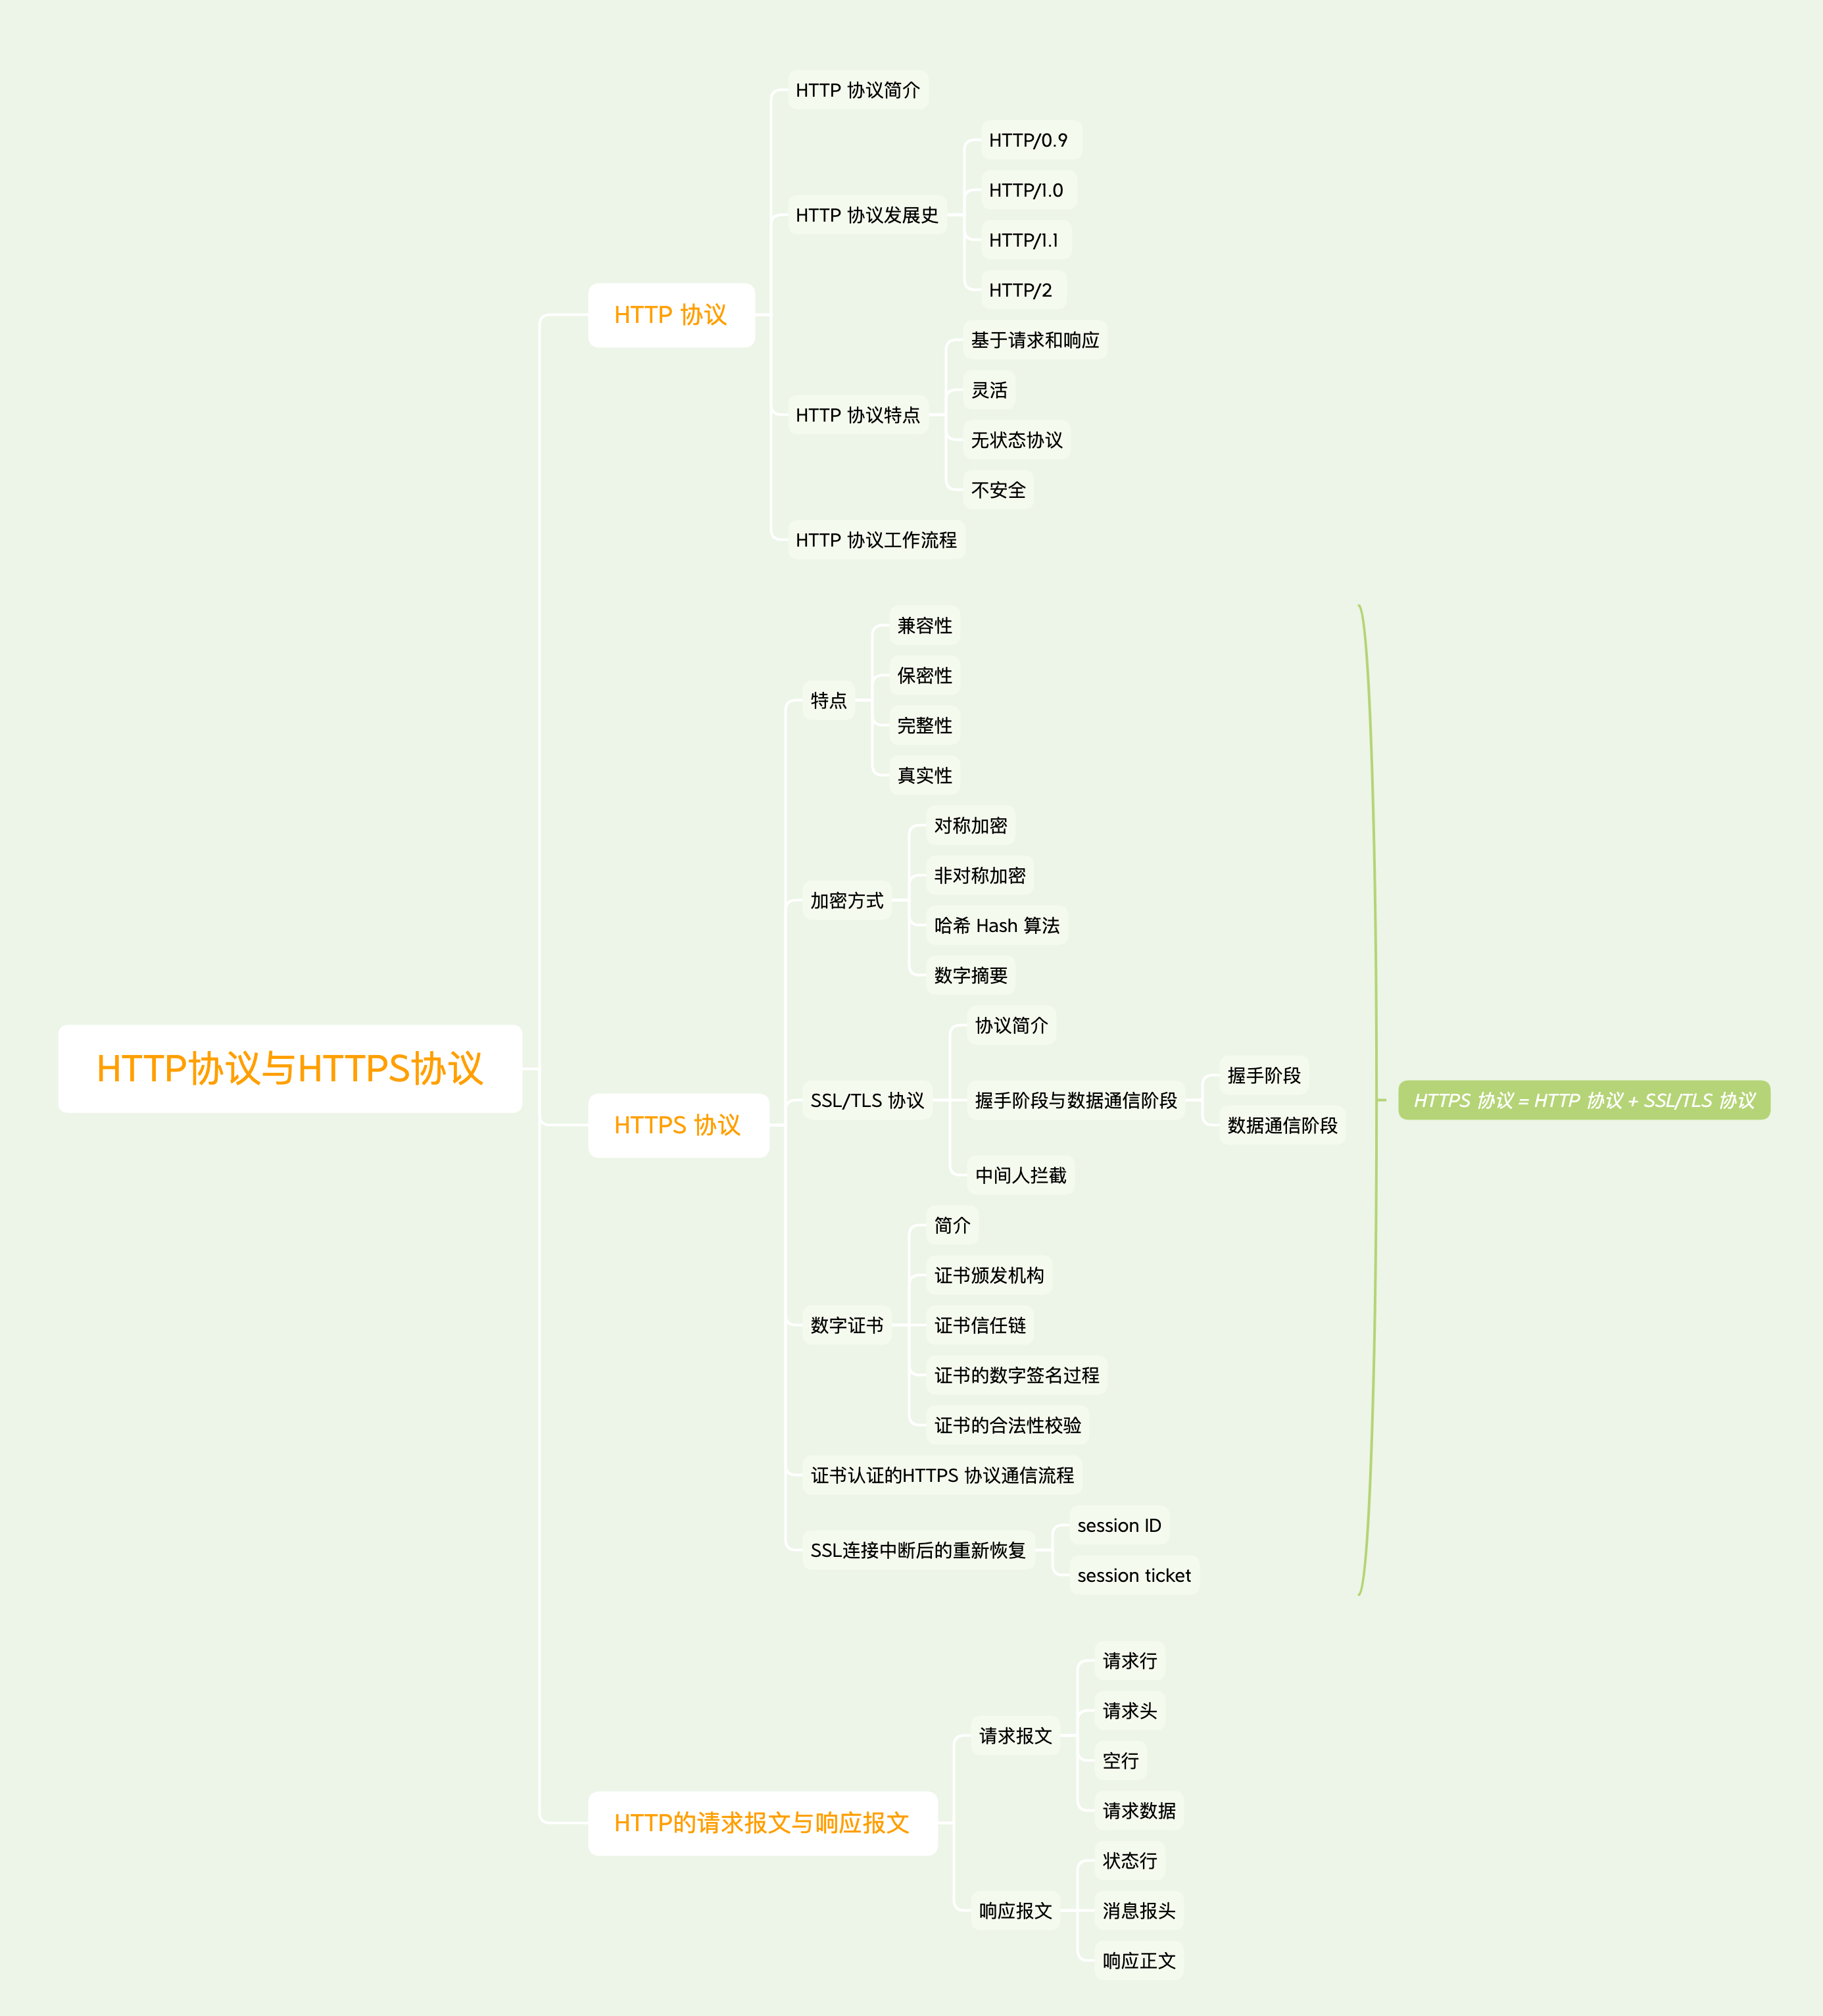 HTTP协议与HTTPS协议
HTTP 协议
HTTP 协议简介
HTTP 协议发展史
HTTP/0.9
HTTP/1.0
HTTP/1.1
HTTP/2
HTTP 协议特点
基于请求和响应
灵活
无状态协议
不安全
HTTP 协议工作流程
HTTPS 协议
特点
兼容性
保密性
完整性
真实性
加密方式
对称加密
非对称加密
哈希 Hash 算法
数字摘要
SSL/TLS 协议
协议简介
握手阶段与数据通信阶段
握手阶段
数据通信阶段
中间人拦截
数字证书
简介
证书颁发机构
证书信任链
证书的数字签名过程
证书的合法性校验
证书认证的HTTPS 协议通信流程
SSL连接中断后的重新恢复
session ID
session ticket
HTTPS 协议 = HTTP 协议 + SSL/TLS 协议
HTTP的请求报文与响应报文
请求报文
请求行
请求头
空行
请求数据
响应报文
状态行
消息报头
响应正文